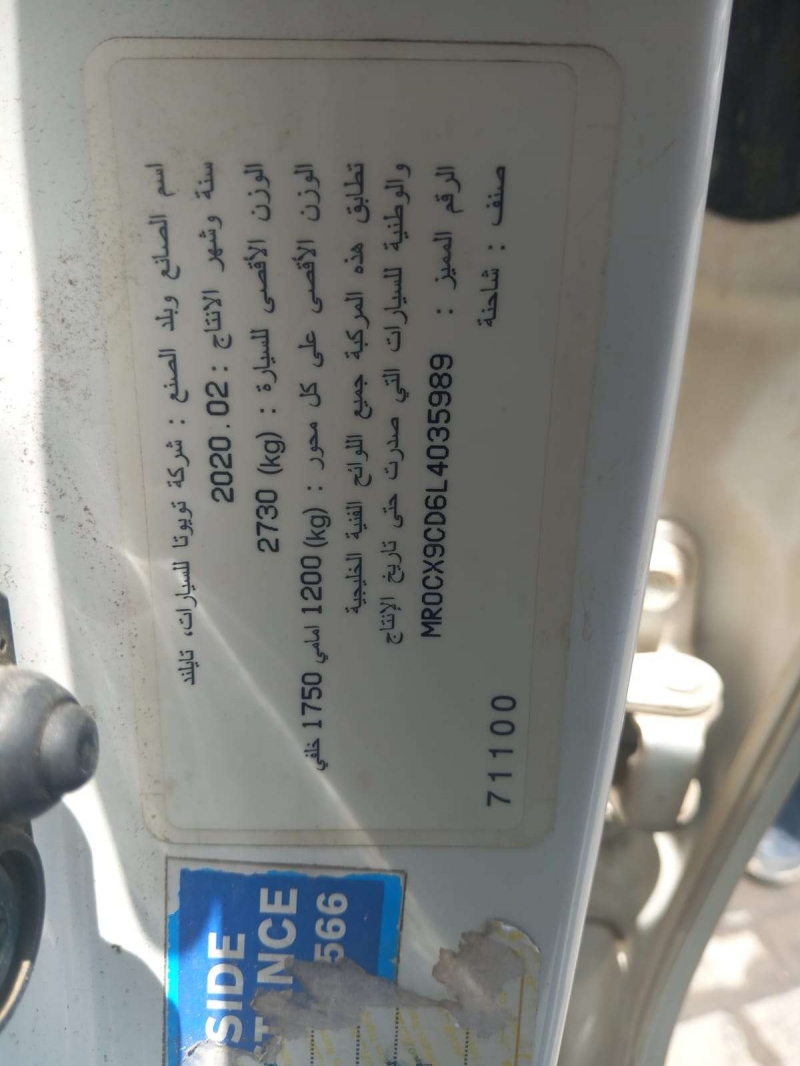 اسم الصانع وبلد الصنع : شركة تويوتا للسيارات، تايلند
سنة وشهر الانتاج : 2020.02
الوزن الأقصى للسيارة : (kg) 2730
الوزن الأقصى على كل محور : (kg) 1200 امامي 1750 خلفي
تطابق هذه المركبة جميع اللوائح الفنية الخليجية
والوطنية للسيارات التي صدرت حتى تاريخ الإنتاج
الرقم المميز : MR0CX9CD6L4035989
صنف : شاحنة
71100
SIDE
NCE
566